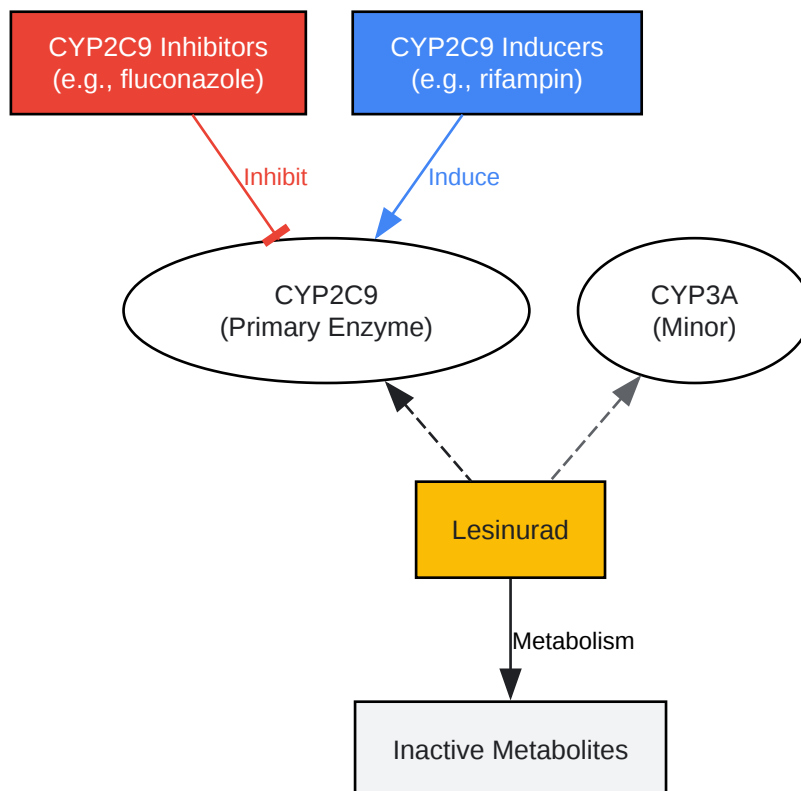 CYP2C9 Inhibitors
(e.g., fluconazole)
CYP2C9 Inducers
(e.g., rifampin)
Inhibit
Induce
CYP2C9
(Primary Enzyme)
CYP3A
(Minor)
Lesinurad
Metabolism
Inactive Metabolites